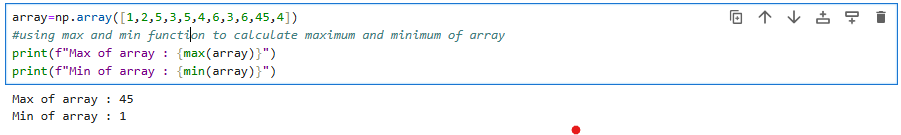 array=np.array([1,2,5,3,5,4,6,3,6,45,4])
#using max and min function to calculate maximum and minimum of array
print(f"Max of array : {max(array)}")
print(f"Min of array : {min(array)}")
Max of array : 45
Min of array : 1